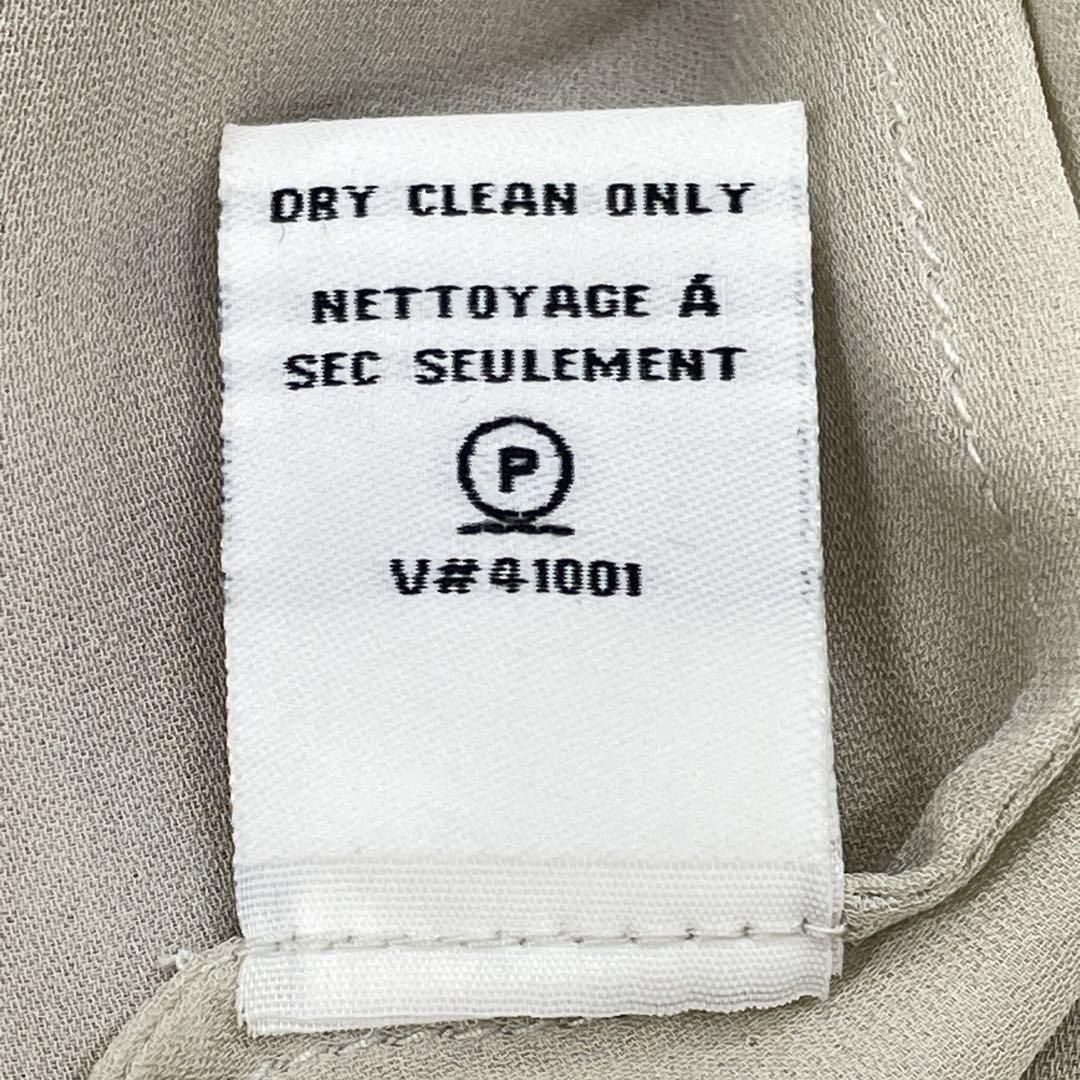 DRY CLEAN ONLY
NETTOYAGE Á
SEC SEULEMENT
P
V#41001